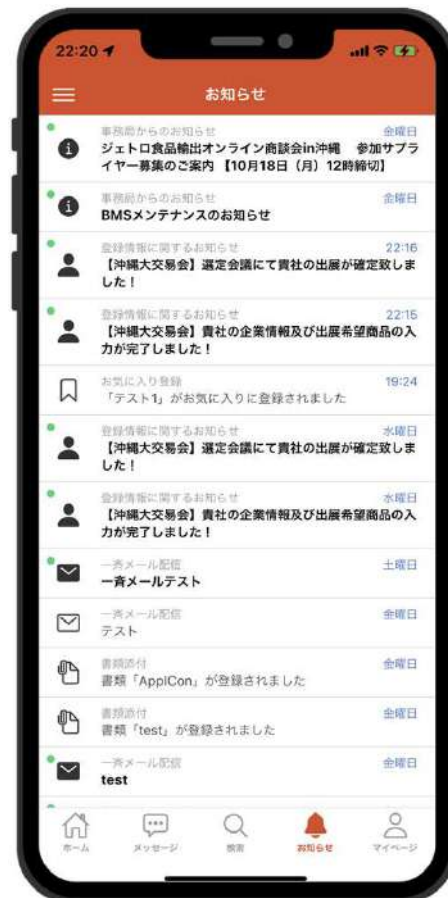 22:20
お知らせ
事務局からのお知らせ 金曜日
ジェトロ食品輸出オンライン商談会in沖縄　参加サプラ
イヤー募集のご案内 【10月18日（月）12時締切】
事務局からのお知らせ 金曜日
BMSメンテナンスのお知らせ
登録情報に関するお知らせ 22:16
【沖縄大交易会】選定会議にて貴社の出展が確定致しま
した！
登録情報に関するお知らせ 22:15
【沖縄大交易会】貴社の企業情報及び出展希望商品の入
力が完了しました！
お気に入り登録 19:24
「テスト1」がお気に入りに登録されました
登録情報に関するお知らせ 水曜日
【沖縄大交易会】選定会議にて貴社の出展が確定致しま
した！
登録情報に関するお知らせ 水曜日
【沖縄大交易会】貴社の企業情報及び出展希望商品の入
力が完了しました！
一斉メール配信 土曜日
一斉メールテスト
一斉メール配信 金曜日
テスト
書類添付 金曜日
書類「ApplCon」が登録されました
書類添付 金曜日
書類「test」が登録されました
一斉メール配信 金曜日
test
ホーム メッセージ 検索 お知らせ マイページ